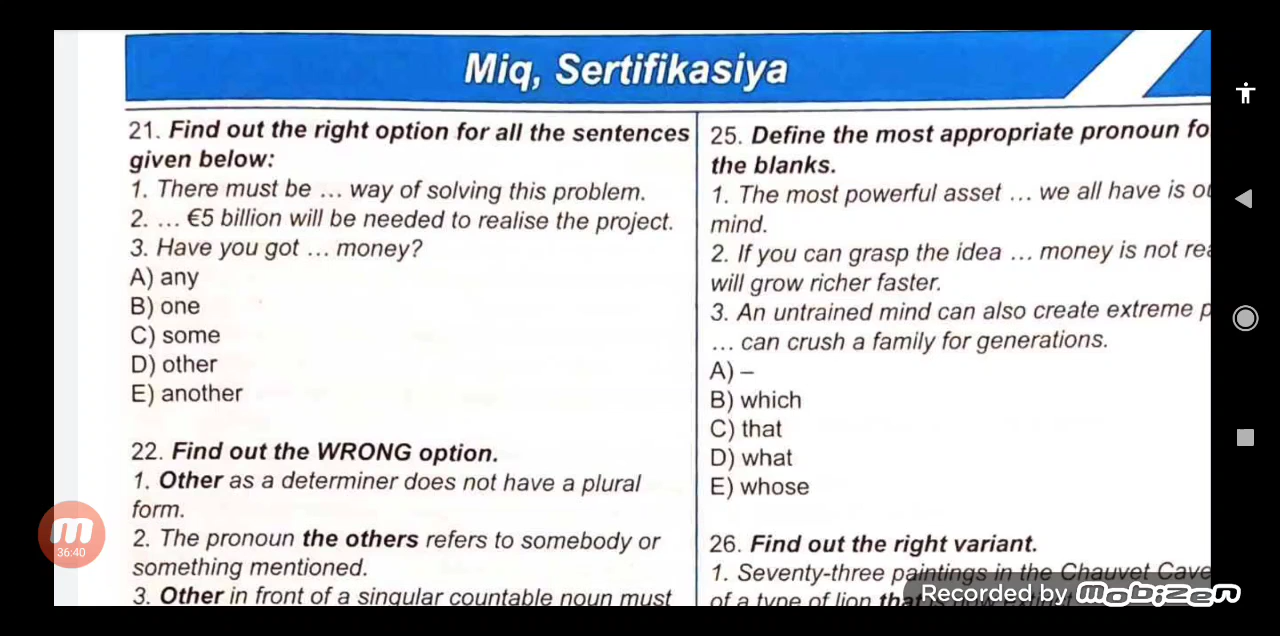 Miq, Sertifikasiya
21. Find out the right option for all the sentences
given below:
1. There must be ... way of solving this problem.
2. ... €5 billion will be needed to realise the project.
3. Have you got ... money?
A) any
B) one
C) some
D) other
E) another
22. Find out the WRONG option.
1. Other as a determiner does not have a plural
form.
2. The pronoun the others refers to somebody or
something mentioned.
3. Other in front of a singular countable noun must
25. Define the most appropriate pronoun fo
the blanks.
1. The most powerful asset ... we all have is
mind.
2. If you can grasp the idea ... money is not
will grow richer faster.
3. An untrained mind can also create extreme
... can crush a family for generations.
A) –
B) which
C) that
D) what
E) whose
26. Find out the right variant.
1. Seventy-three paintings in the Chauvet Cave
of a type of lion that is now
36:40
Recorded by mobizen